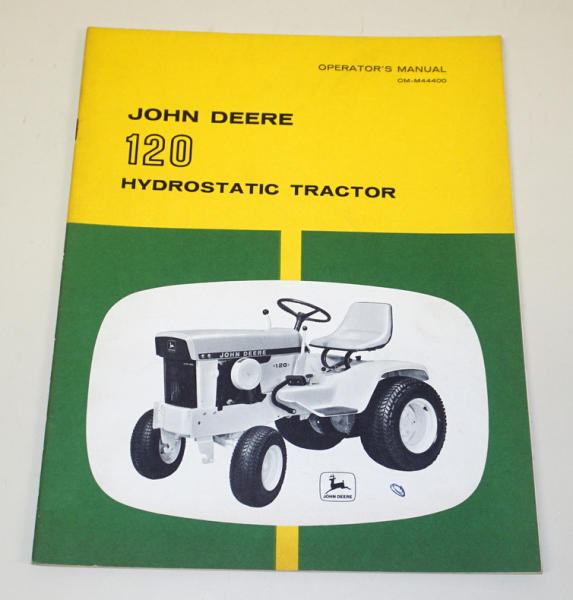 OPERATOR'S MANUAL
OM-M44400
JOHN DEERE
120
HYDROSTATIC TRACTOR
JOHN DEERE
120
JOHN DEERE